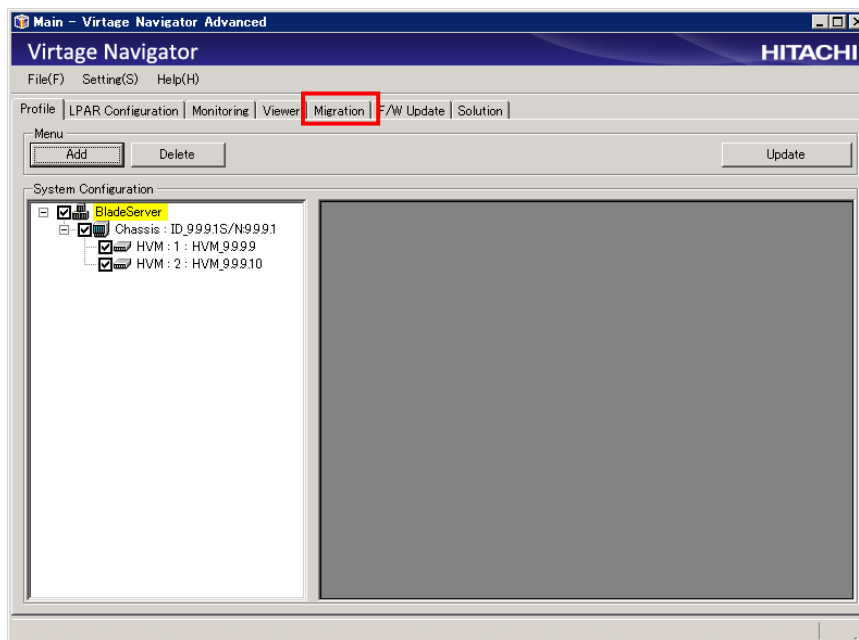 Main - Virtage Navigator Advanced
Virtage Navigator HITACHI
File(F) Setting(S) Help(H)
Profile LPAR Configuration Monitoring Viewer Migration F/W Update Solution
Menu
Add Delete Update
System Configuration
BladeServer
Chassis : ID_9.9.9.1S/N:9.9.9.1
HVM : 1 : HVM_9.9.9.9
HVM : 2 : HVM_9.9.9.10